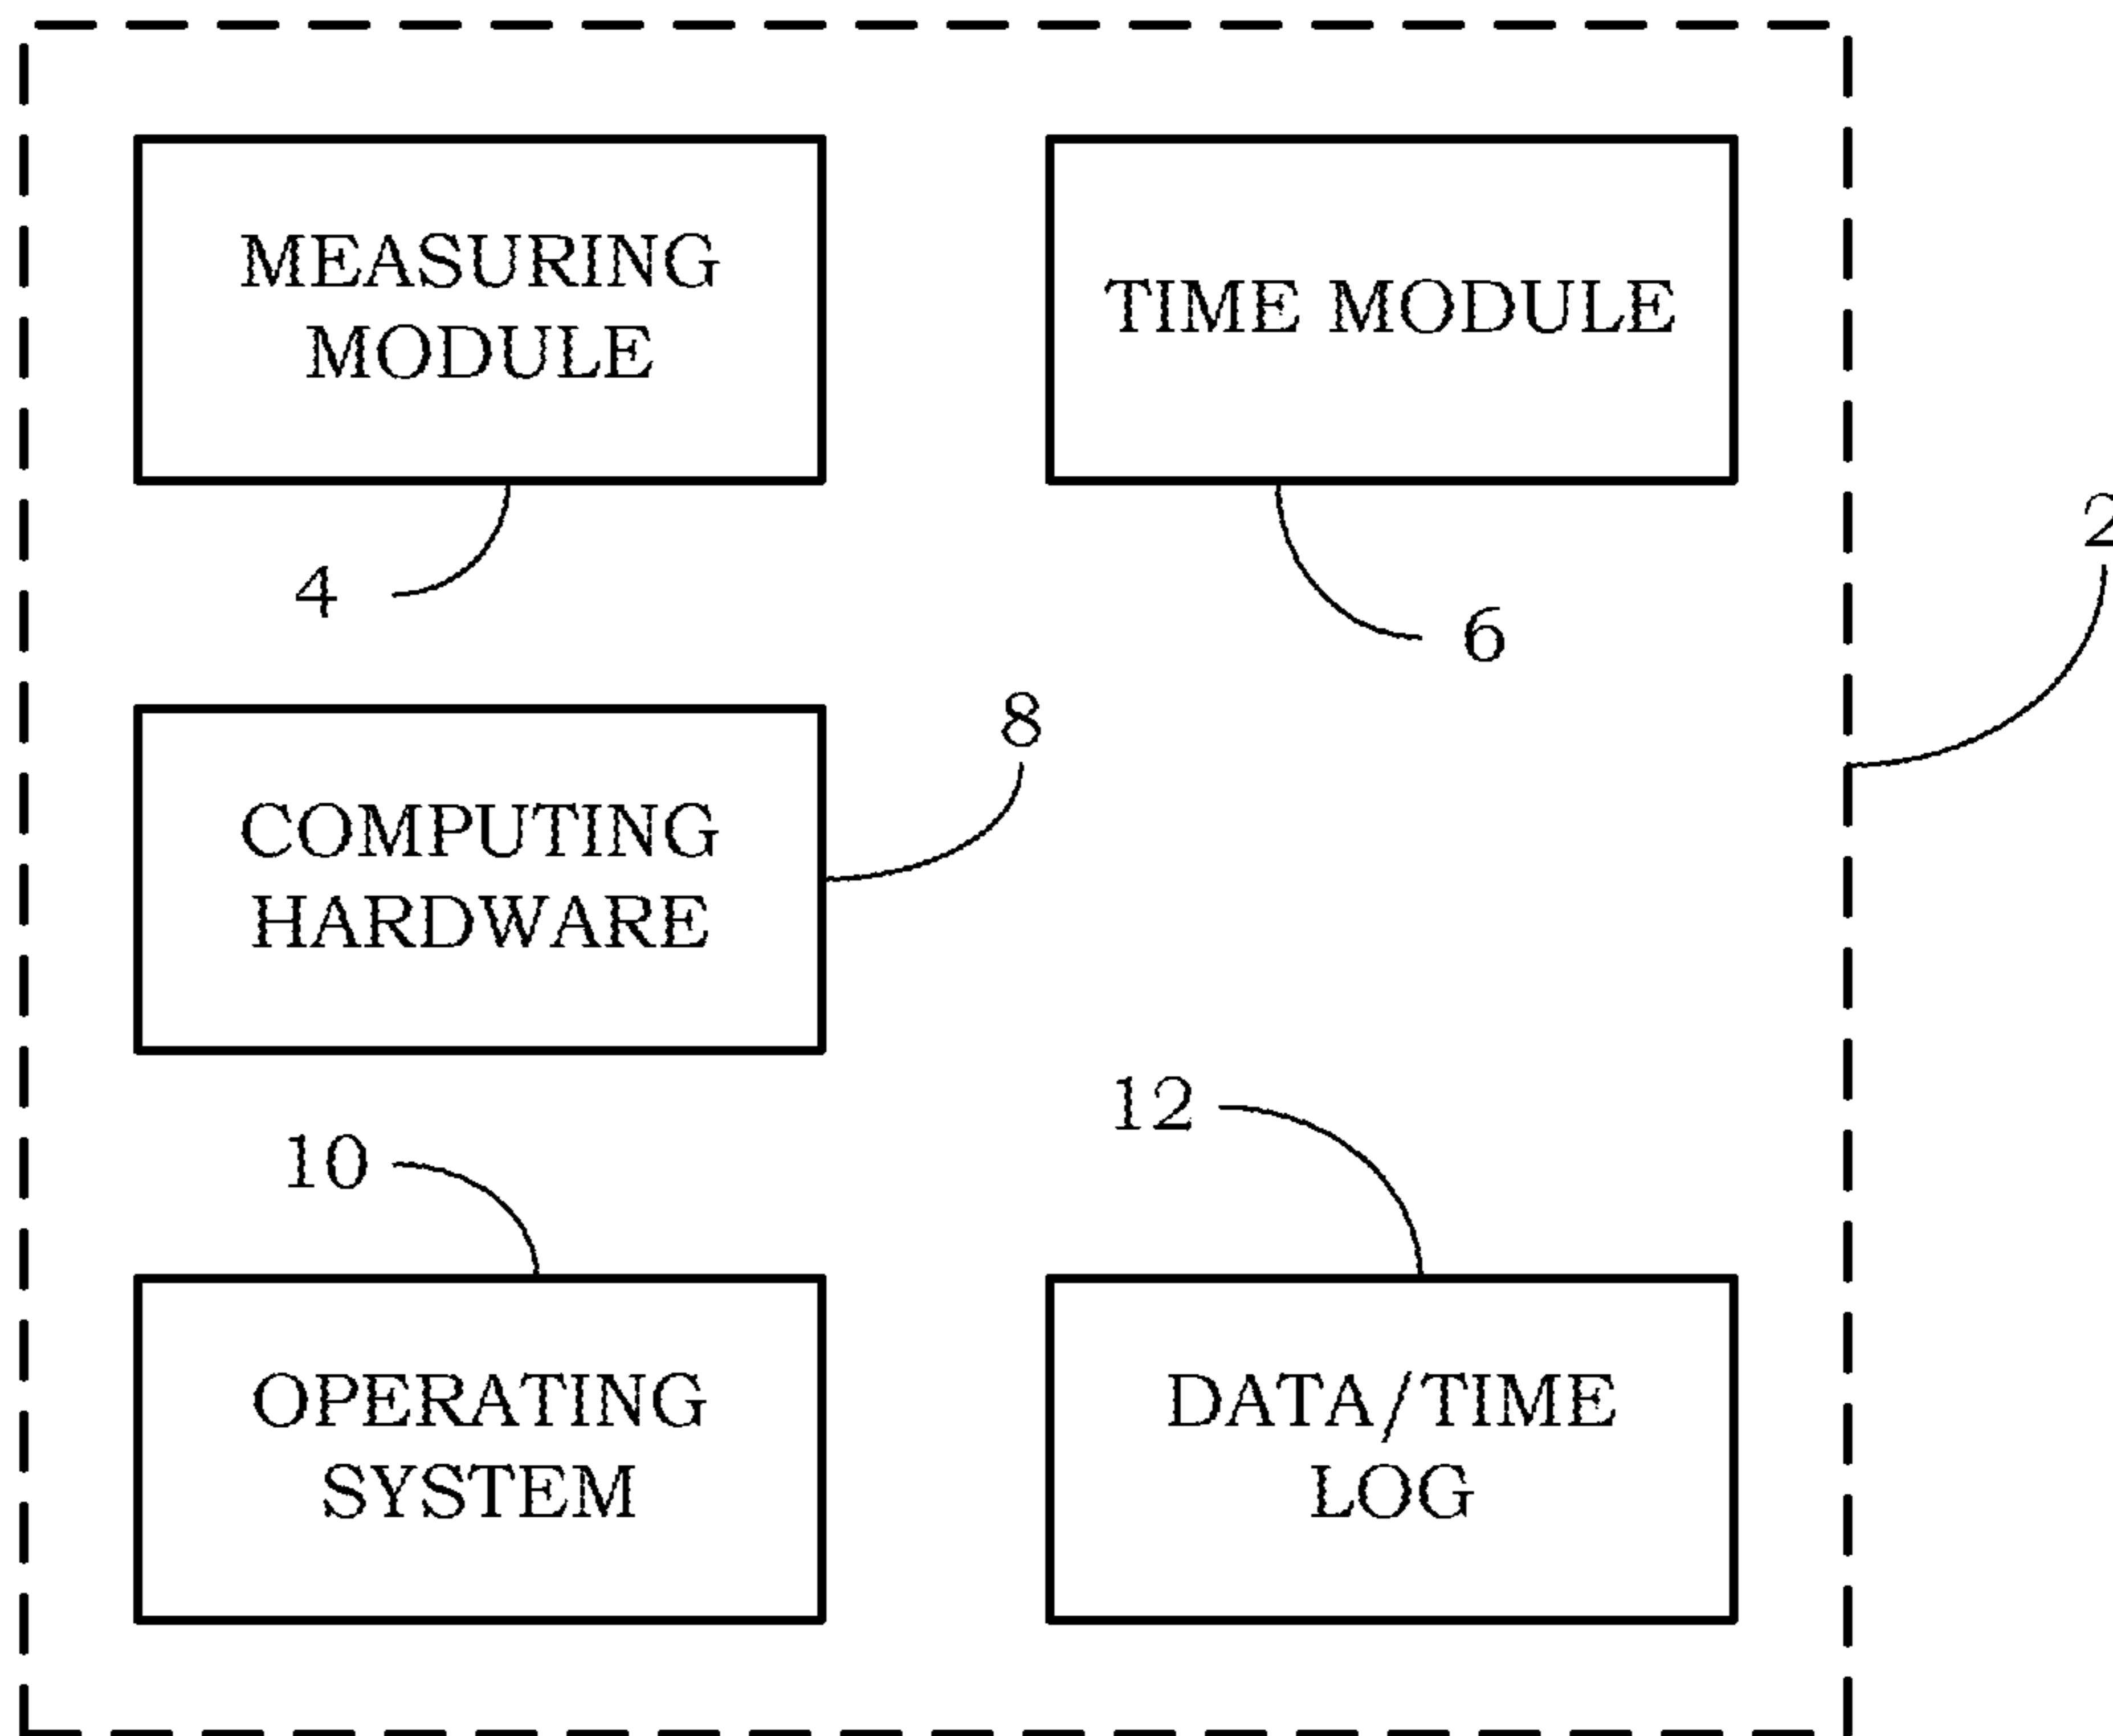 MEASURING
MODULE
TIME MODULE
4
6
2
COMPUTING
HARDWARE
8
10
12
OPERATING
SYSTEM
DATA/TIME
LOG